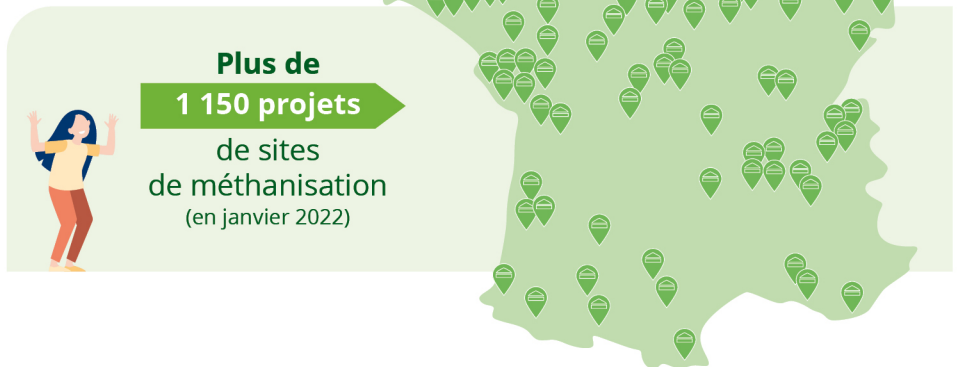 Plus de
1 150 projets
de sites
de méthanisation
(en janvier 2022)